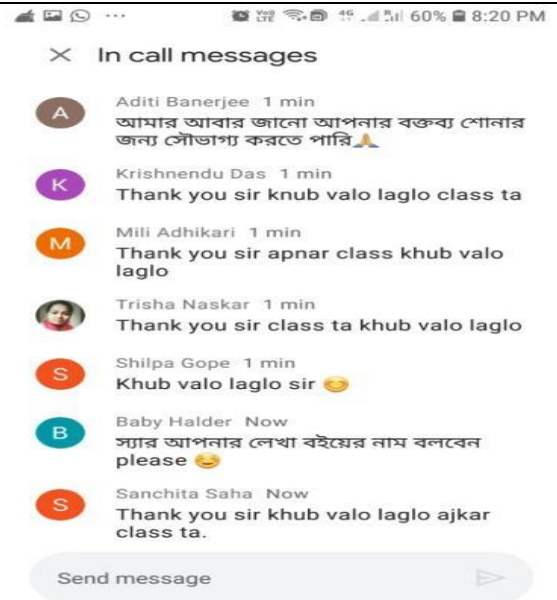 60% 8:20 PM
In call messages
A
Aditi Banerjee 1 min
আমার আবার জানো আপনার বক্তব্য শোনার
জন্য সৌভাগ্য করতে পারি🙏
K
Krishnendu Das 1 min
Thank you sir knub valo laglo class ta
M
Mili Adhikari 1 min
Thank you sir apnar class khub valo
laglo
Trisha Naskar 1 min
Thank you sir class ta khub valo laglo
S
Shilpa Gope 1 min
Khub valo laglo sir 😊
B
Baby Halder Now
স্যার আপনার লেখা বইয়ের নাম বলবেন
please 😊
S
Sanchita Saha Now
Thank you sir khub valo laglo ajkar
class ta.
Send message